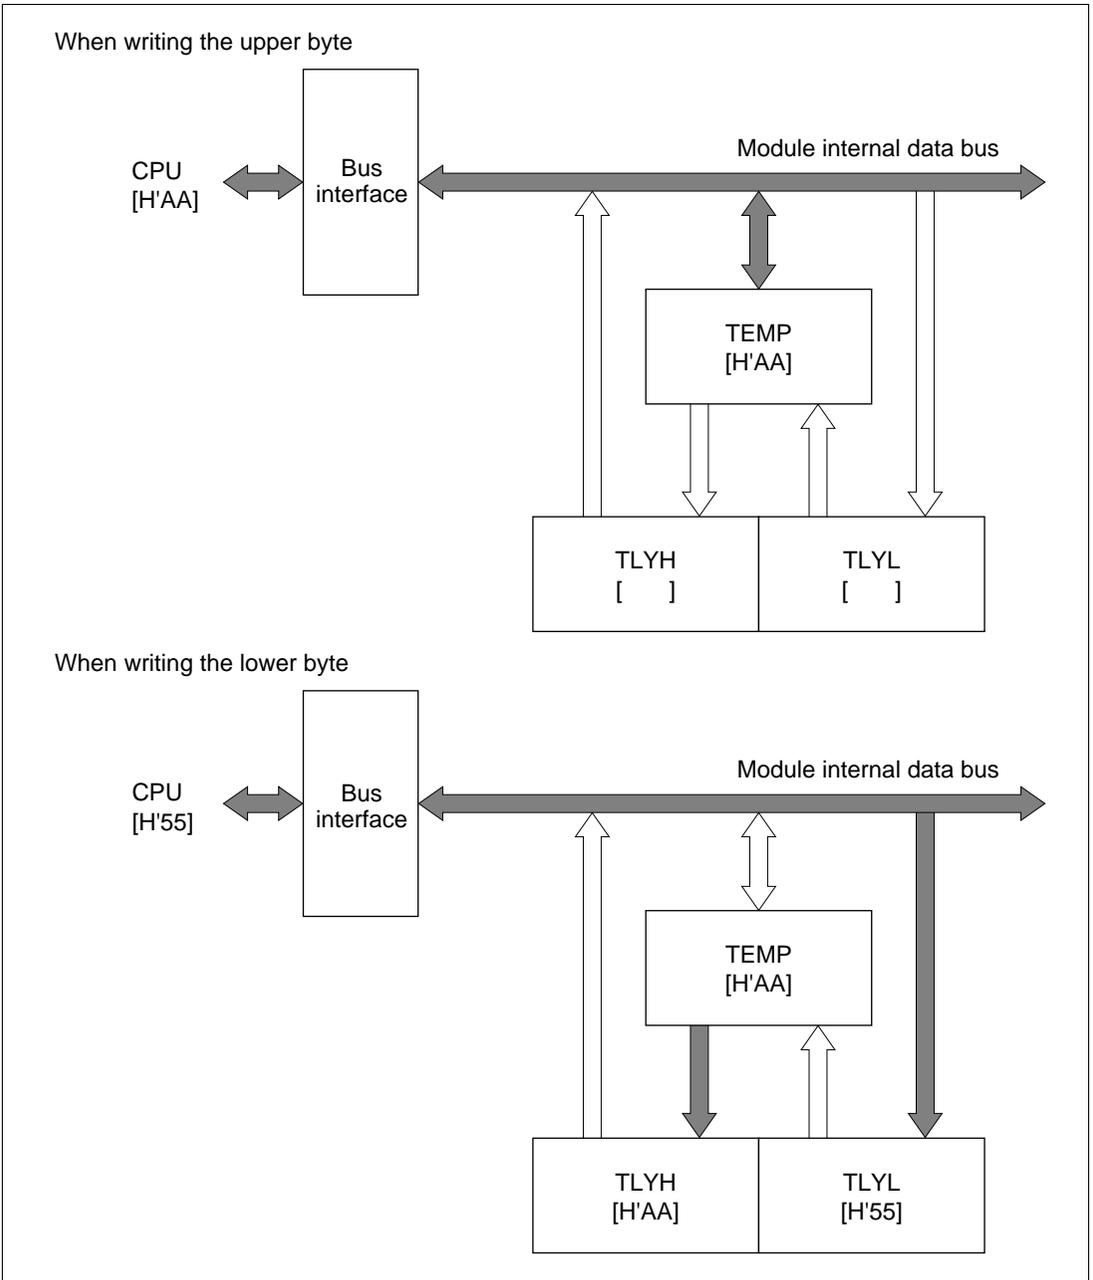 When writing the upper byte
Module internal data bus
CPU
[H'AA]
Bus
interface
TEMP
[H'AA]
TLYH
[ ]
TLYL
[ ]
When writing the lower byte
Module internal data bus
CPU
[H'55]
Bus
interface
TEMP
[H'AA]
TLYH
[H'AA]
TLYL
[H'55]